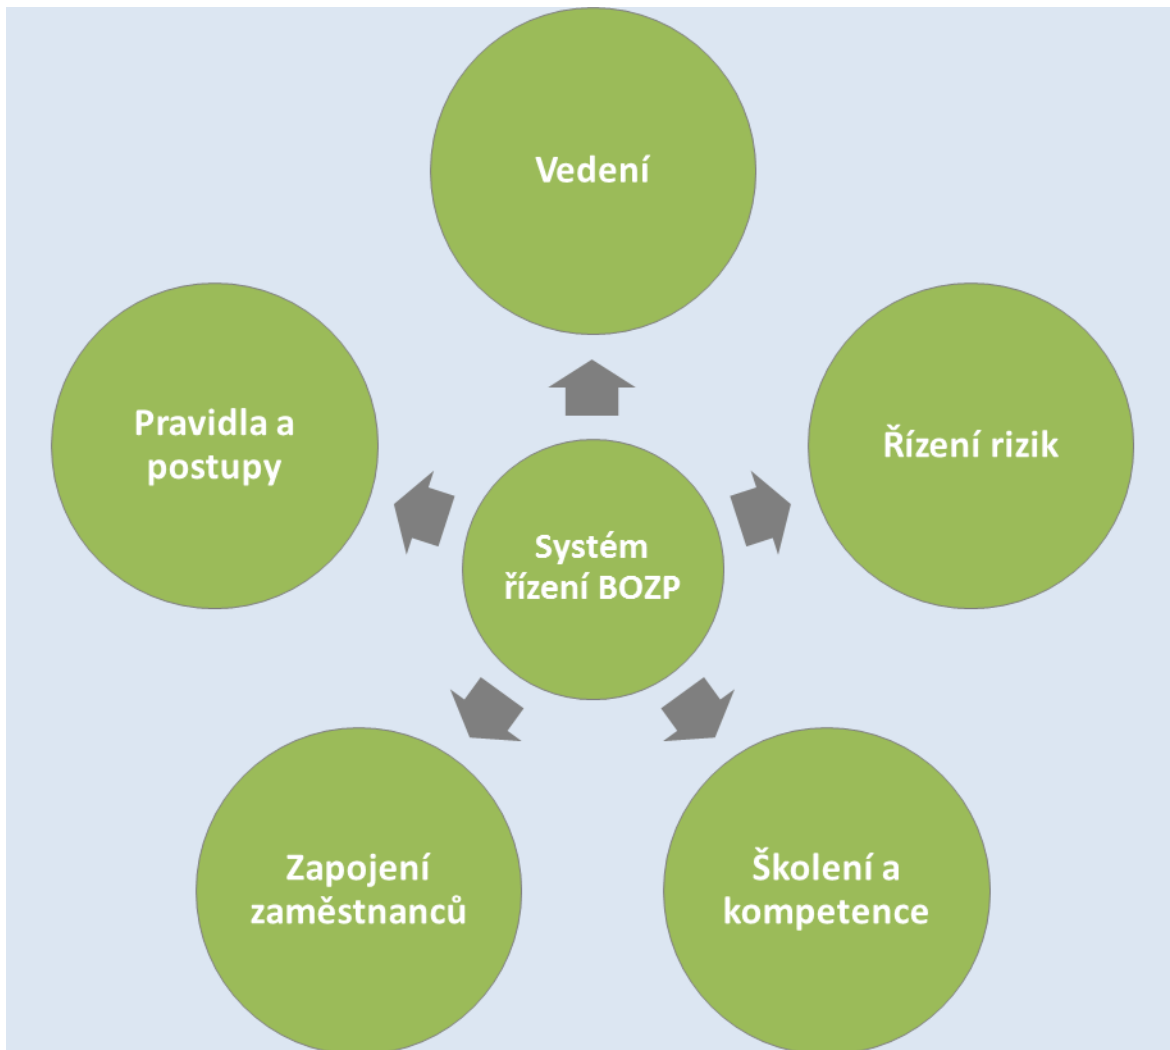 Vedení
Pravidla a
postupy
Řízení rizik
Systém
řízení BOZP
Zapojení
zaměstnanců
Školení a
kompetence